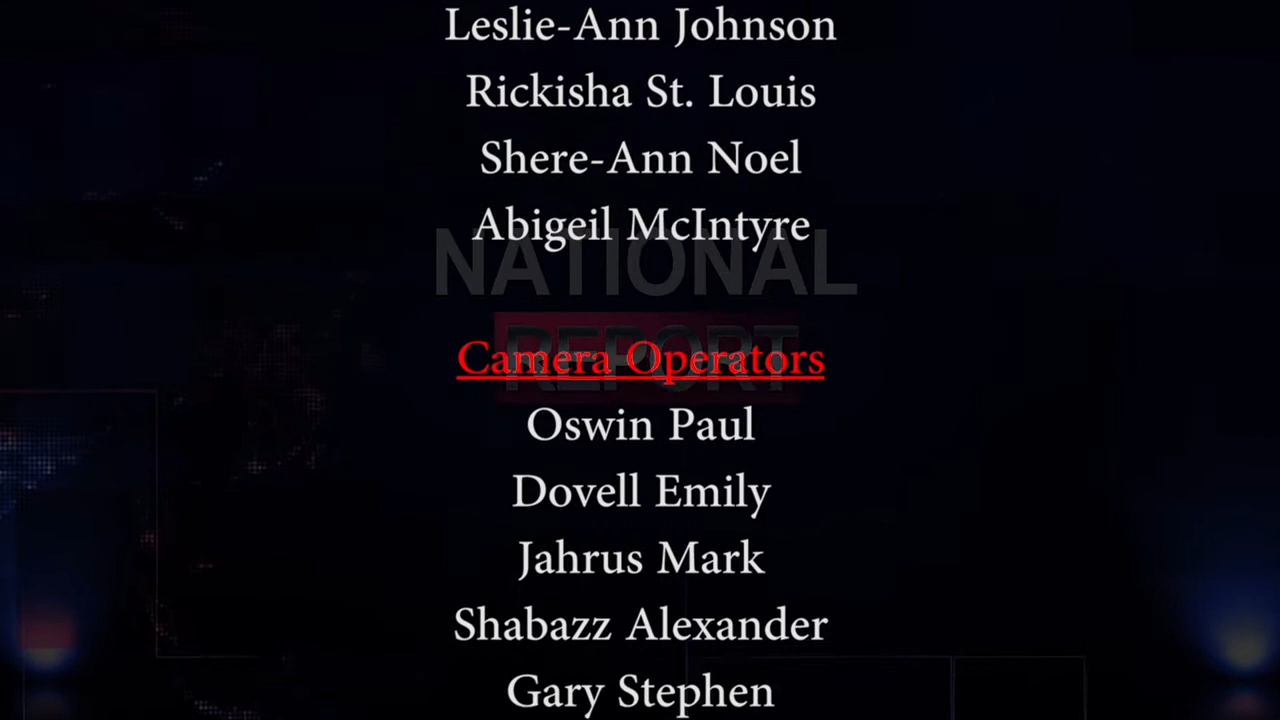 Leslie-Ann Johnson
Rickisha St. Louis
Shere-Ann Noel
Abigeil McIntyre
NATIONAL
REPORT
Camera Operators
Oswin Paul
Dovell Emily
Jahrus Mark
Shabazz Alexander
Gary Stephen